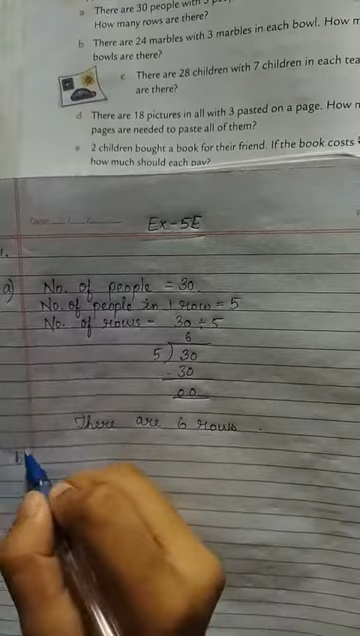 a There are 30 people with 5
How many rows are there?
b There are 24 marbles with 3 marbles in each bowl. How m
bowls are there?
c There are 28 children with 7 children in each tea
are there?
d There are 18 pictures in all with 3 pasted on a page. How
pages are needed to paste all of them?
e 2 children bought a book for their friend. If the book costs
how much should each pay?
Date
Ex-5E
1.
a) No. of people = 30.
No. of people in 1 row = 5
No. of rows = 30 ÷ 5
6
5 ) 30
- 30
00
There are 6 rows.